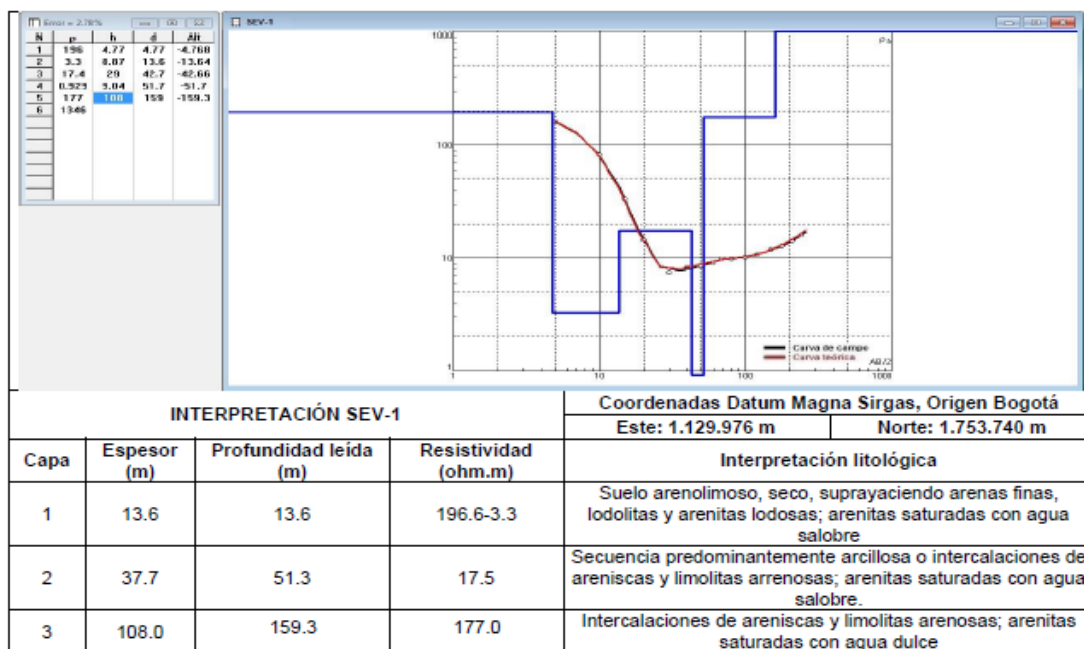 Error = 2.78%
N ρ h d Alt
1 196 4.77 4.77 -4.768
2 3.3 8.87 13.6 -13.64
3 17.4 29 42.7 -42.66
4 0.929 9.04 51.7 -51.7
5 177 108 159 -159.3
6 1346
SEV-1
1000
ρa
100
10
Curva de campo
Curva teórica
AB/2
1
1 10 100 1000
INTERPRETACIÓN SEV-1
Coordenadas Datum Magna Sirgas, Origen Bogotá
Este: 1.129.976 m Norte: 1.753.740 m
Capa
Espesor
(m)
Profundidad leída
(m)
Resistividad
(ohm.m)
Interpretación litológica
1 13.6 13.6 196.6-3.3
Suelo arenolimoso, seco, suprayaciendo arenas finas,
lodolitas y arenitas lodosas; arenitas saturadas con agua
salobre
2 37.7 51.3 17.5
Secuencia predominantemente arcillosa o intercalaciones de
areniscas y limolitas arrenosas; arenitas saturadas con agua
salobre.
3 108.0 159.3 177.0
Intercalaciones de areniscas y limolitas arenosas; arenitas
saturadas con agua dulce